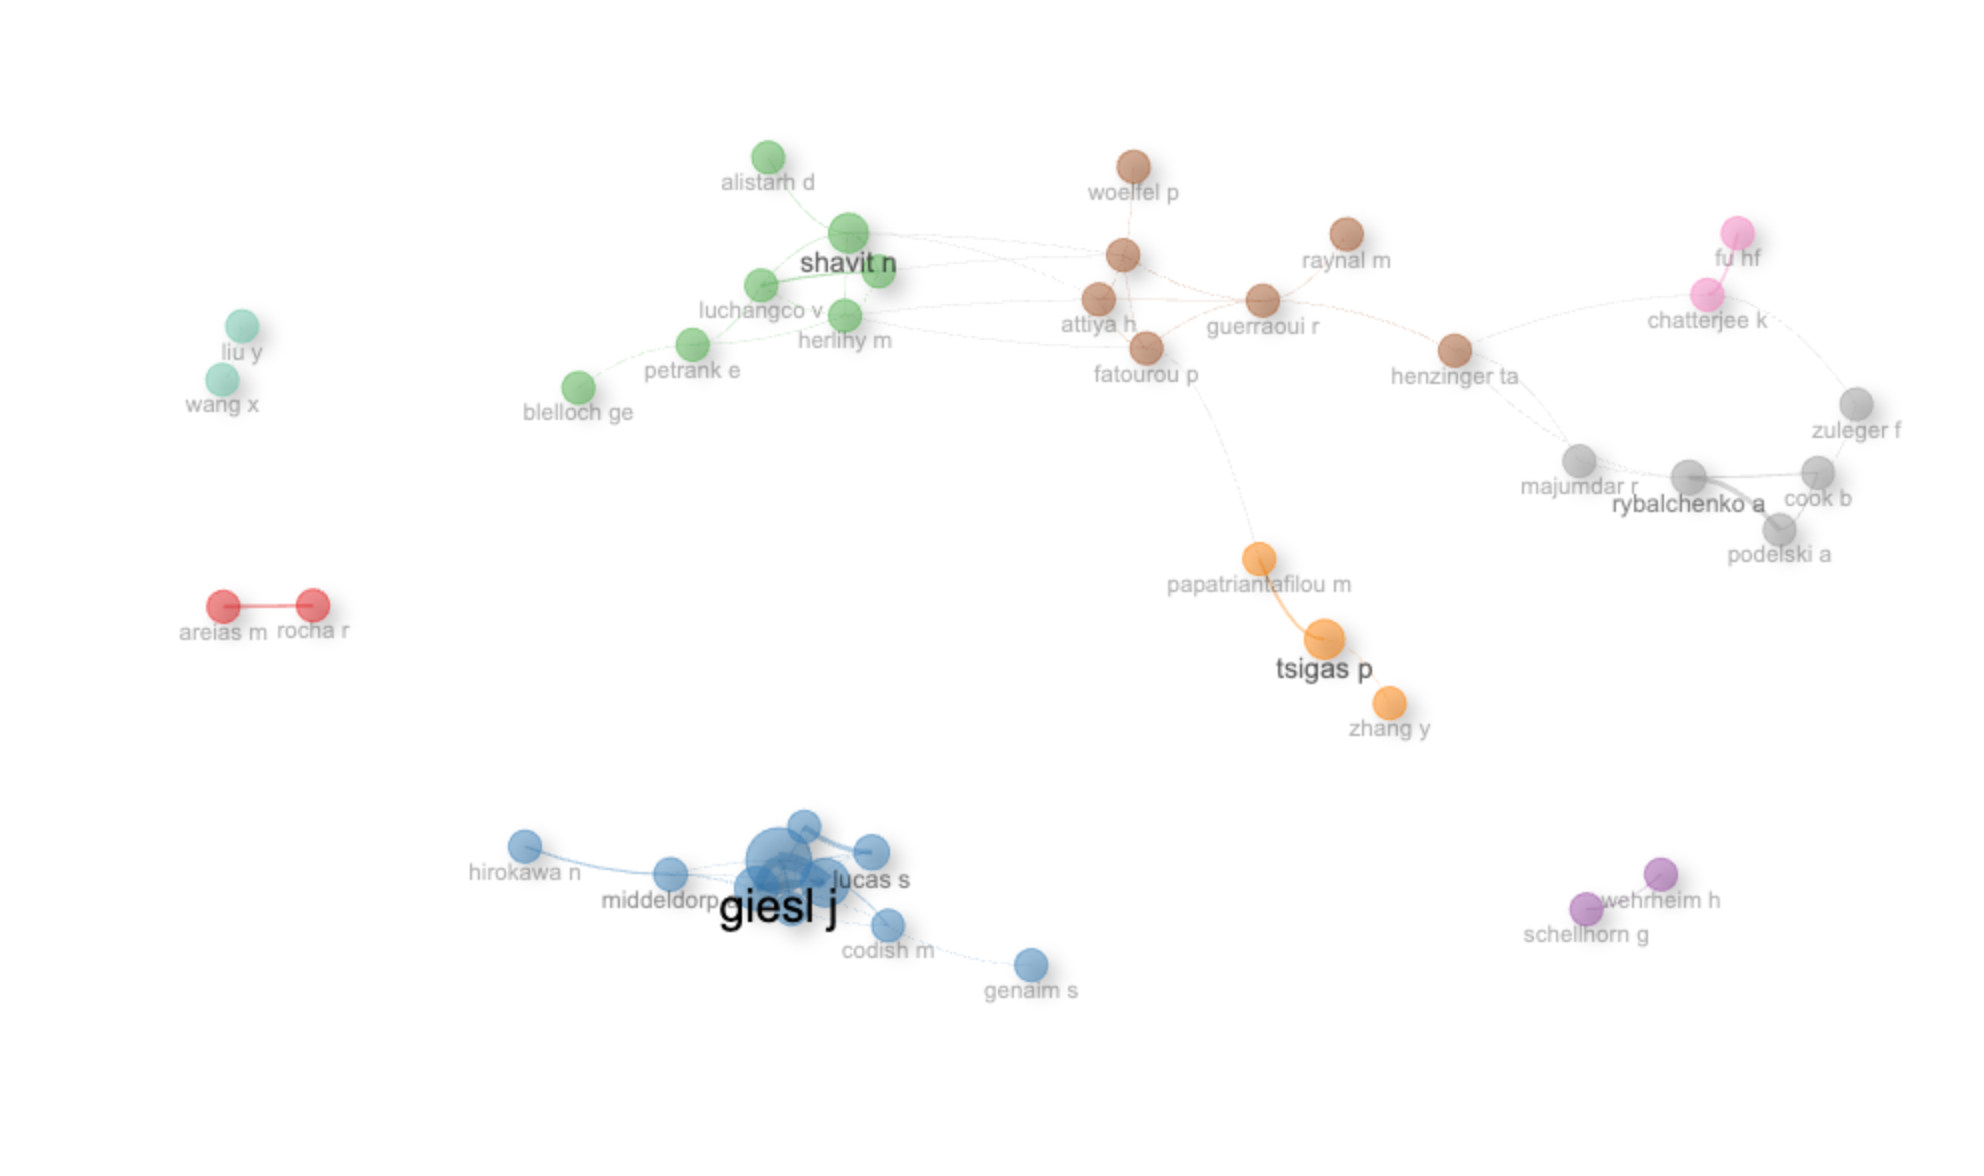 alistarh d
woelfel p
shavit n
raynal m
fu hf
luchangco v
herlihy m
attiya h
guerraoui r
chatterjee k
liu y
petrank e
fatourou p
henzinger ta
wang x
blelloch ge
zuleger f
majumdar r
rybalchenko a
cook b
podelski a
papatriantafilou m
areias m
rocha r
tsigas p
zhang y
hirokawa n
lucas s
middeldorp
giesl j
wehrheim h
schellhorn g
codish m
genaim s